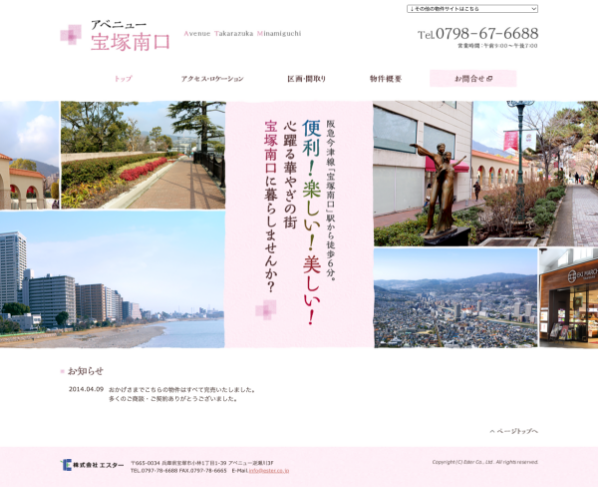 ↓その他の物件サイトはこちら
アベニュー
宝塚南口
Avenue Takarazuka Minamiguchi
TEL.0798-67-6688
営業時間:午前9:00〜午後7:00
トップ
アクセス・ロケーション
区画・間取り
物件概要
お問合せ
阪急今津線『宝塚南口』駅から徒歩6分。
便利!楽しい!美しい!
心躍る華やぎの街
宝塚南口に暮らしませんか?
お知らせ
2014.04.09 おかげさまでこちらの物件はすべて完売いたしました。
多くのご商談・ご契約ありがとうございました。
ページトップへ
株式会社 エスター
〒665-0034 兵庫県宝塚市小林1丁目1-39 アベニュー
TEL.0797-78-6688 FAX.0797-78-6665 E-Mail.info@ester.co.jp
Copyright (C) Ester Co., Ltd. All rights reserved.